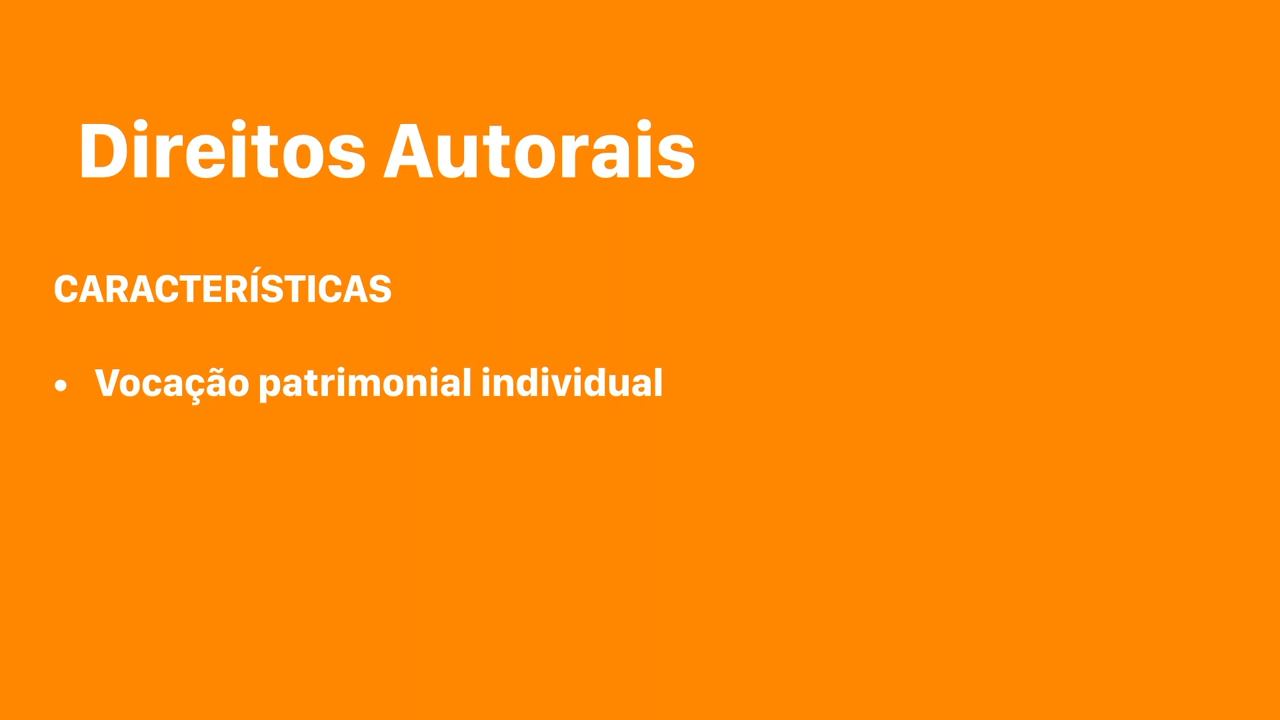 Direitos Autorais
CARACTERÍSTICAS
• Vocação patrimonial individual